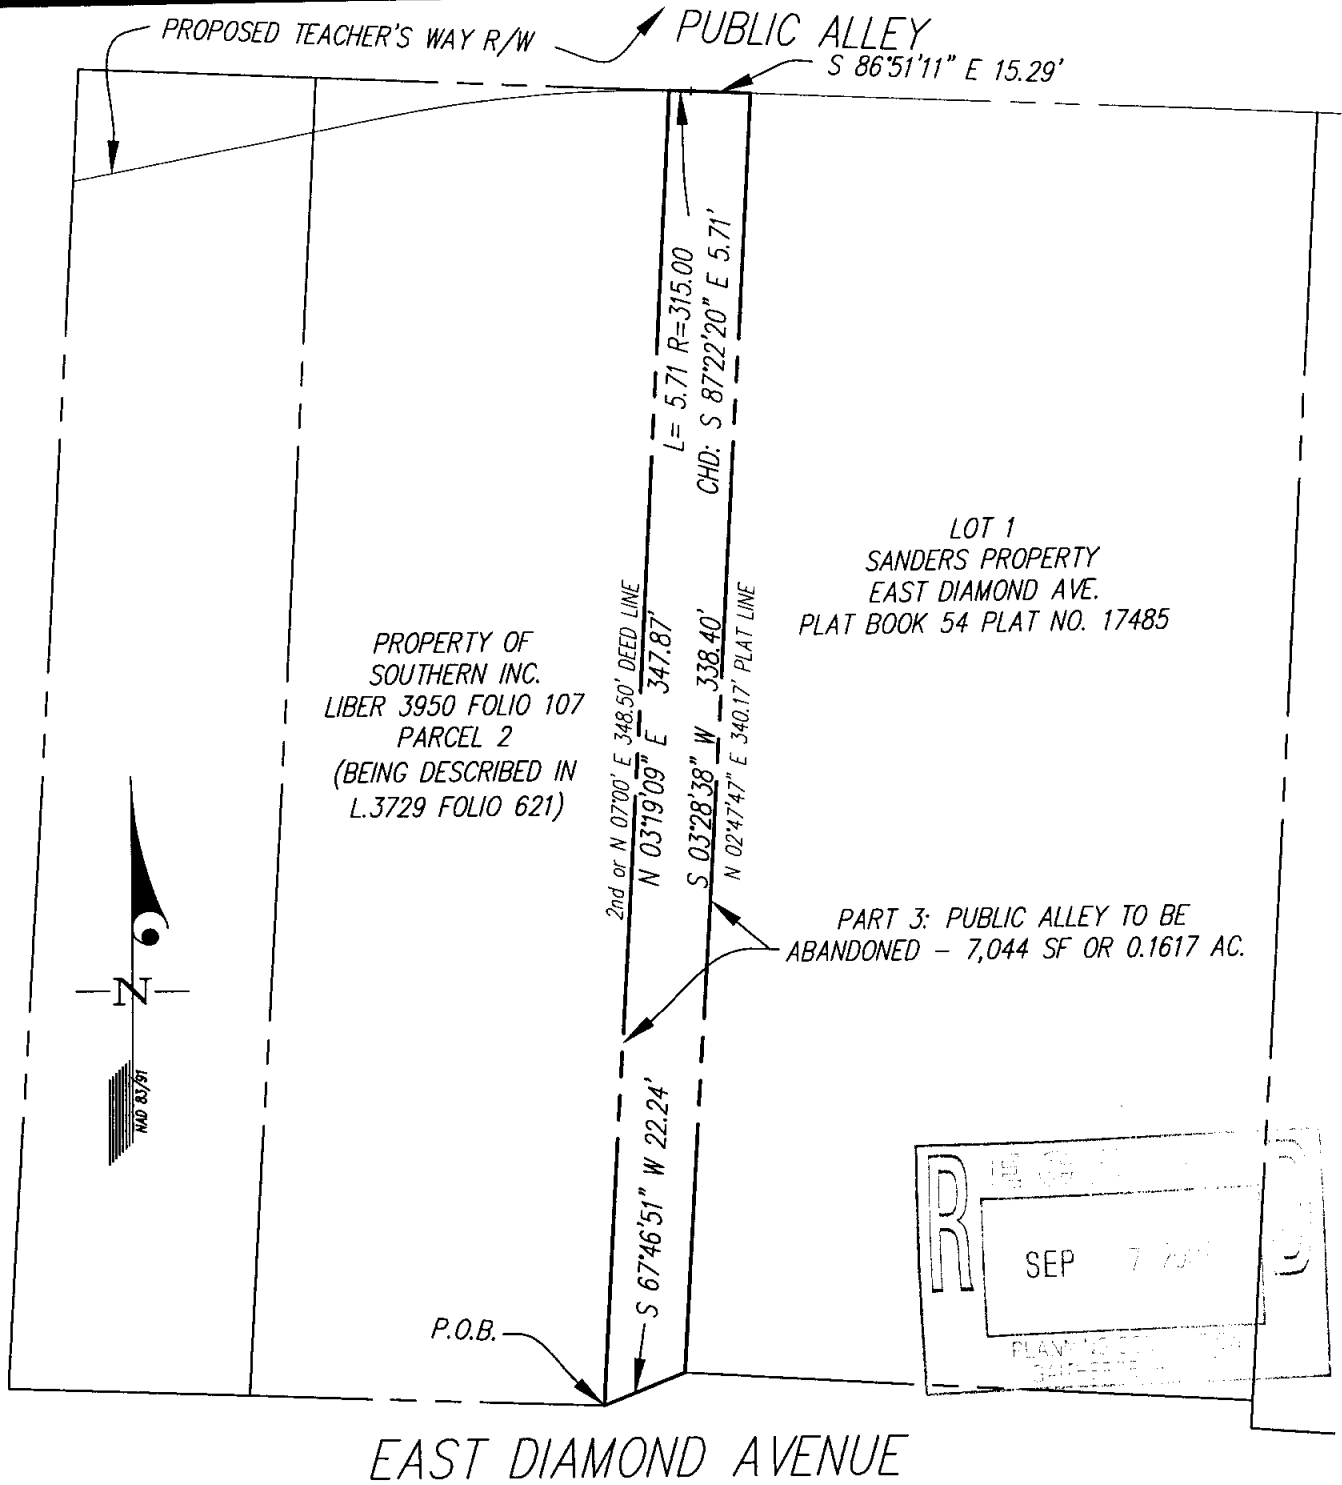 PROPOSED TEACHER'S WAY R/W
PUBLIC ALLEY
S 86°51'11" E 15.29'
L= 5.71 R=315.00
CHD: S 87°22'20" E 5.71'
LOT 1
SANDERS PROPERTY
EAST DIAMOND AVE.
PLAT BOOK 54 PLAT NO. 17485
PROPERTY OF
SOUTHERN INC.
LIBER 3950 FOLIO 107
PARCEL 2
(BEING DESCRIBED IN
L.3729 FOLIO 621)
2nd or N 07°00' E 348.50' DEED LINE
N 03°19'09" E 347.87'
S 03°28'38" W 338.40'
N 02°47'47" E 340.17' PLAT LINE
PART 3: PUBLIC ALLEY TO BE
ABANDONED – 7,044 SF OR 0.1617 AC.
N
NAD 83/91
S 67°46'51" W 22.24'
P.O.B.
SEP 7
EAST DIAMOND AVENUE